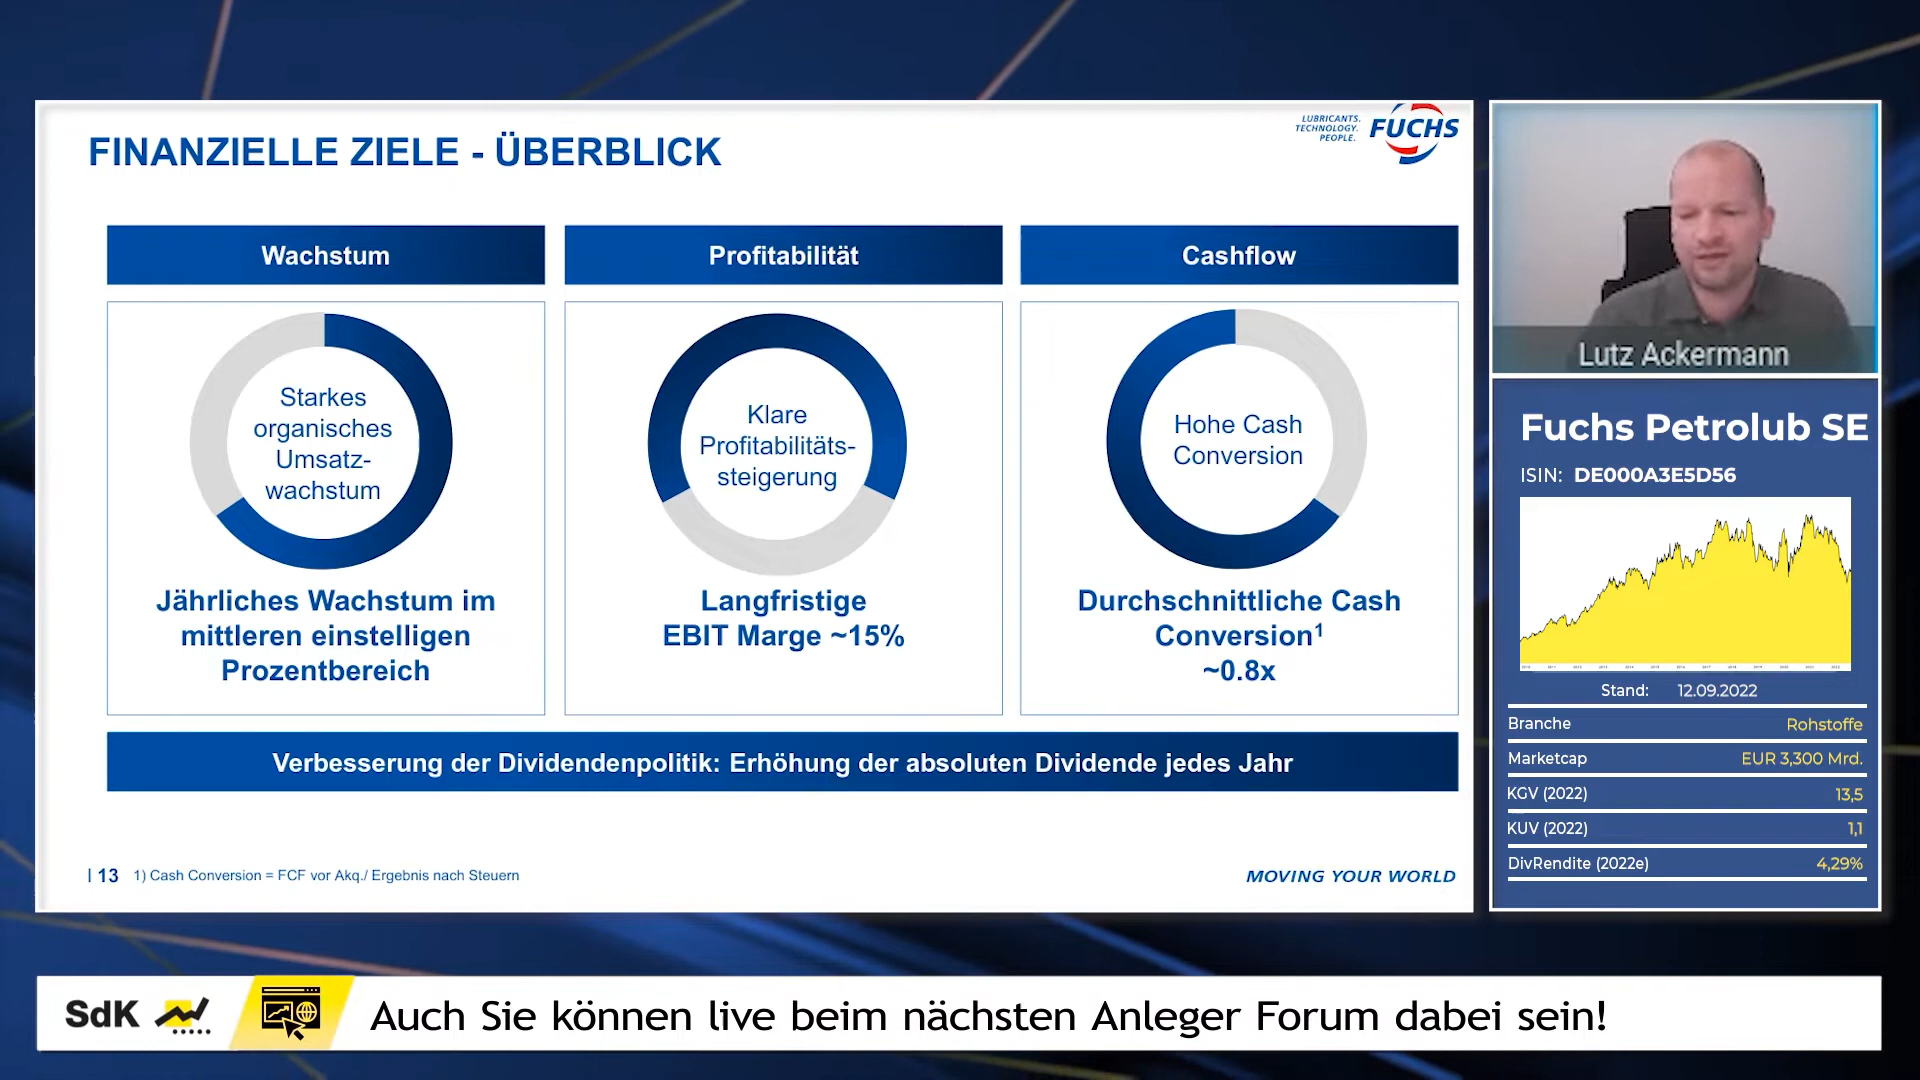 FINANZIELLE ZIELE - ÜBERBLICK
LUBRICANTS.
TECHNOLOGY.
PEOPLE.
FUCHS
Wachstum
Starkes
organisches
Umsatz-
wachstum
Jährliches Wachstum im
mittleren einstelligen
Prozentbereich
Profitabilität
Klare
Profitabilitäts-
steigerung
Langfristige
EBIT Marge ~15%
Cashflow
Hohe Cash
Conversion
Durchschnittliche Cash
Conversion¹
~0.8x
Verbesserung der Dividendenpolitik: Erhöhung der absoluten Dividende jedes Jahr
| 13 1) Cash Conversion = FCF vor Akq./ Ergebnis nach Steuern
MOVING YOUR WORLD
Lutz Ackermann
Fuchs Petrolub SE
ISIN: DE000A3E5D56
Stand: 12.09.2022
Branche Rohstoffe
Marketcap EUR 3,300 Mrd.
KGV (2022) 13,5
KUV (2022) 1,1
DivRendite (2022e) 4,29%
SdK
Auch Sie können live beim nächsten Anleger Forum dabei sein!